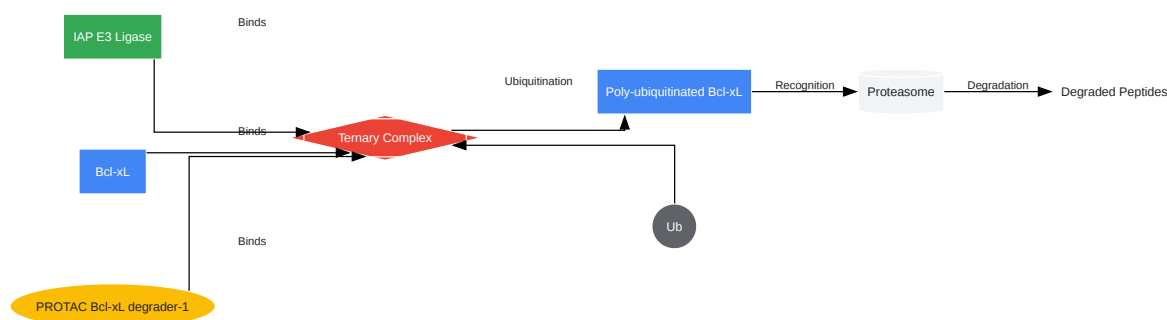 Binds
IAP E3 Ligase
Ubiquitination
Poly-ubiquitinated Bcl-xL
Recognition
Proteasome
Degradation
Degraded Peptides
Binds
Ternary Complex
Bcl-xL
Ub
Binds
PROTAC Bcl-xL degrader-1